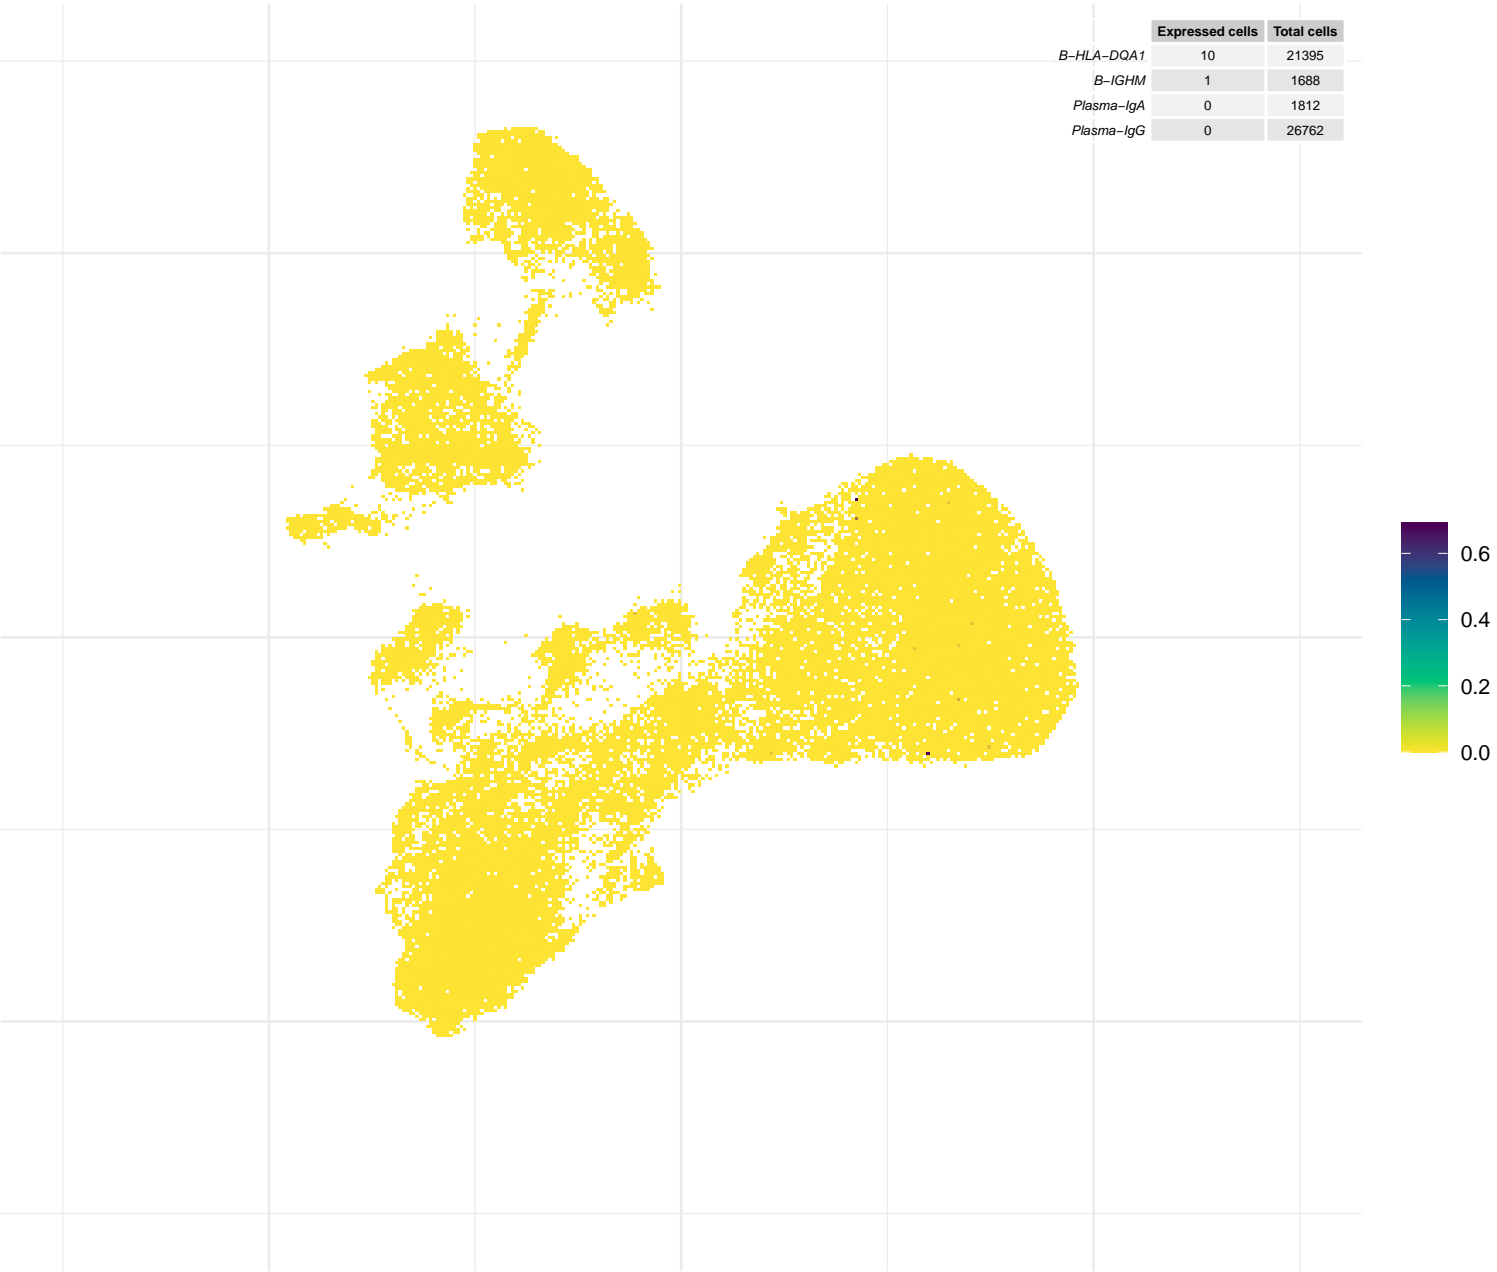 Expressed cells Total cells
B−HLA−DQA1 10 21395
B−IGHM 1 1688
Plasma−IgA 0 1812
Plasma−IgG 0 26762
0.6
0.4
0.2
0.0